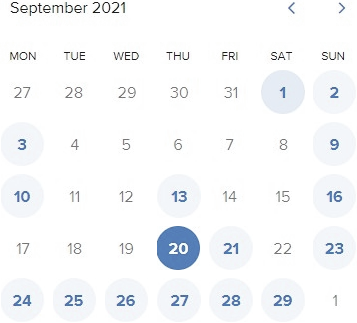 September 2021
MON TUE WED THU FRI SAT SUN
27 28 29 30 31 1 2
3 4 5 6 7 8 9
10 11 12 13 14 15 16
17 18 19 20 21 22 23
24 25 26 27 28 29 1